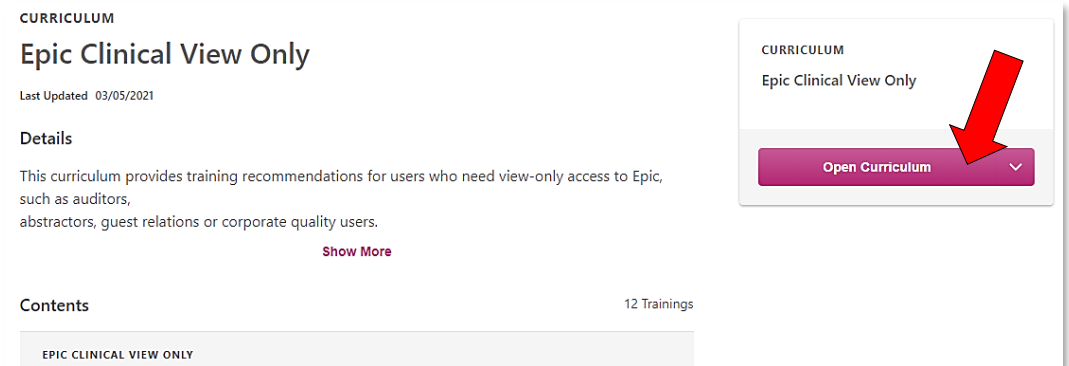 CURRICULUM
Epic Clinical View Only
Last Updated 03/05/2021
Details
This curriculum provides training recommendations for users who need view-only access to Epic,
such as auditors,
abstractors, guest relations or corporate quality users.
Show More
Contents
12 Trainings
EPIC CLINICAL VIEW ONLY
CURRICULUM
Epic Clinical View Only
Open Curriculum